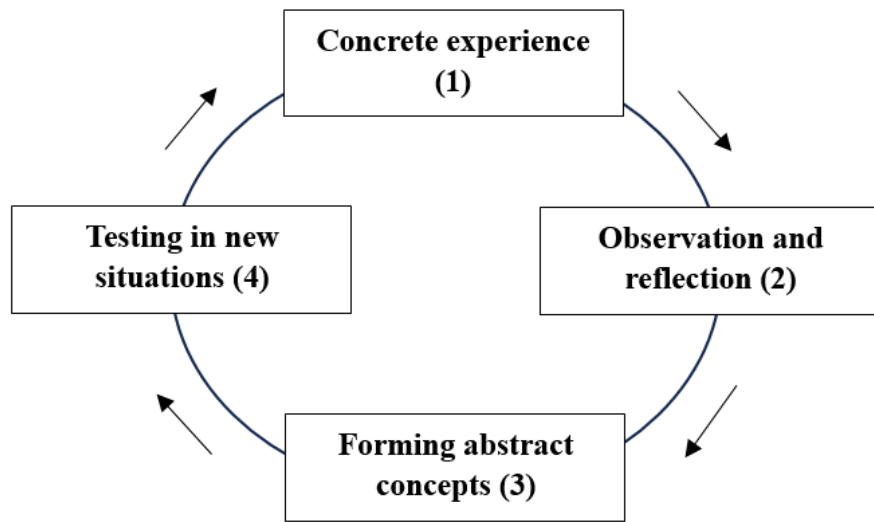 Concrete experience
(1)
Observation and
reflection (2)
Forming abstract
concepts (3)
Testing in new
situations (4)